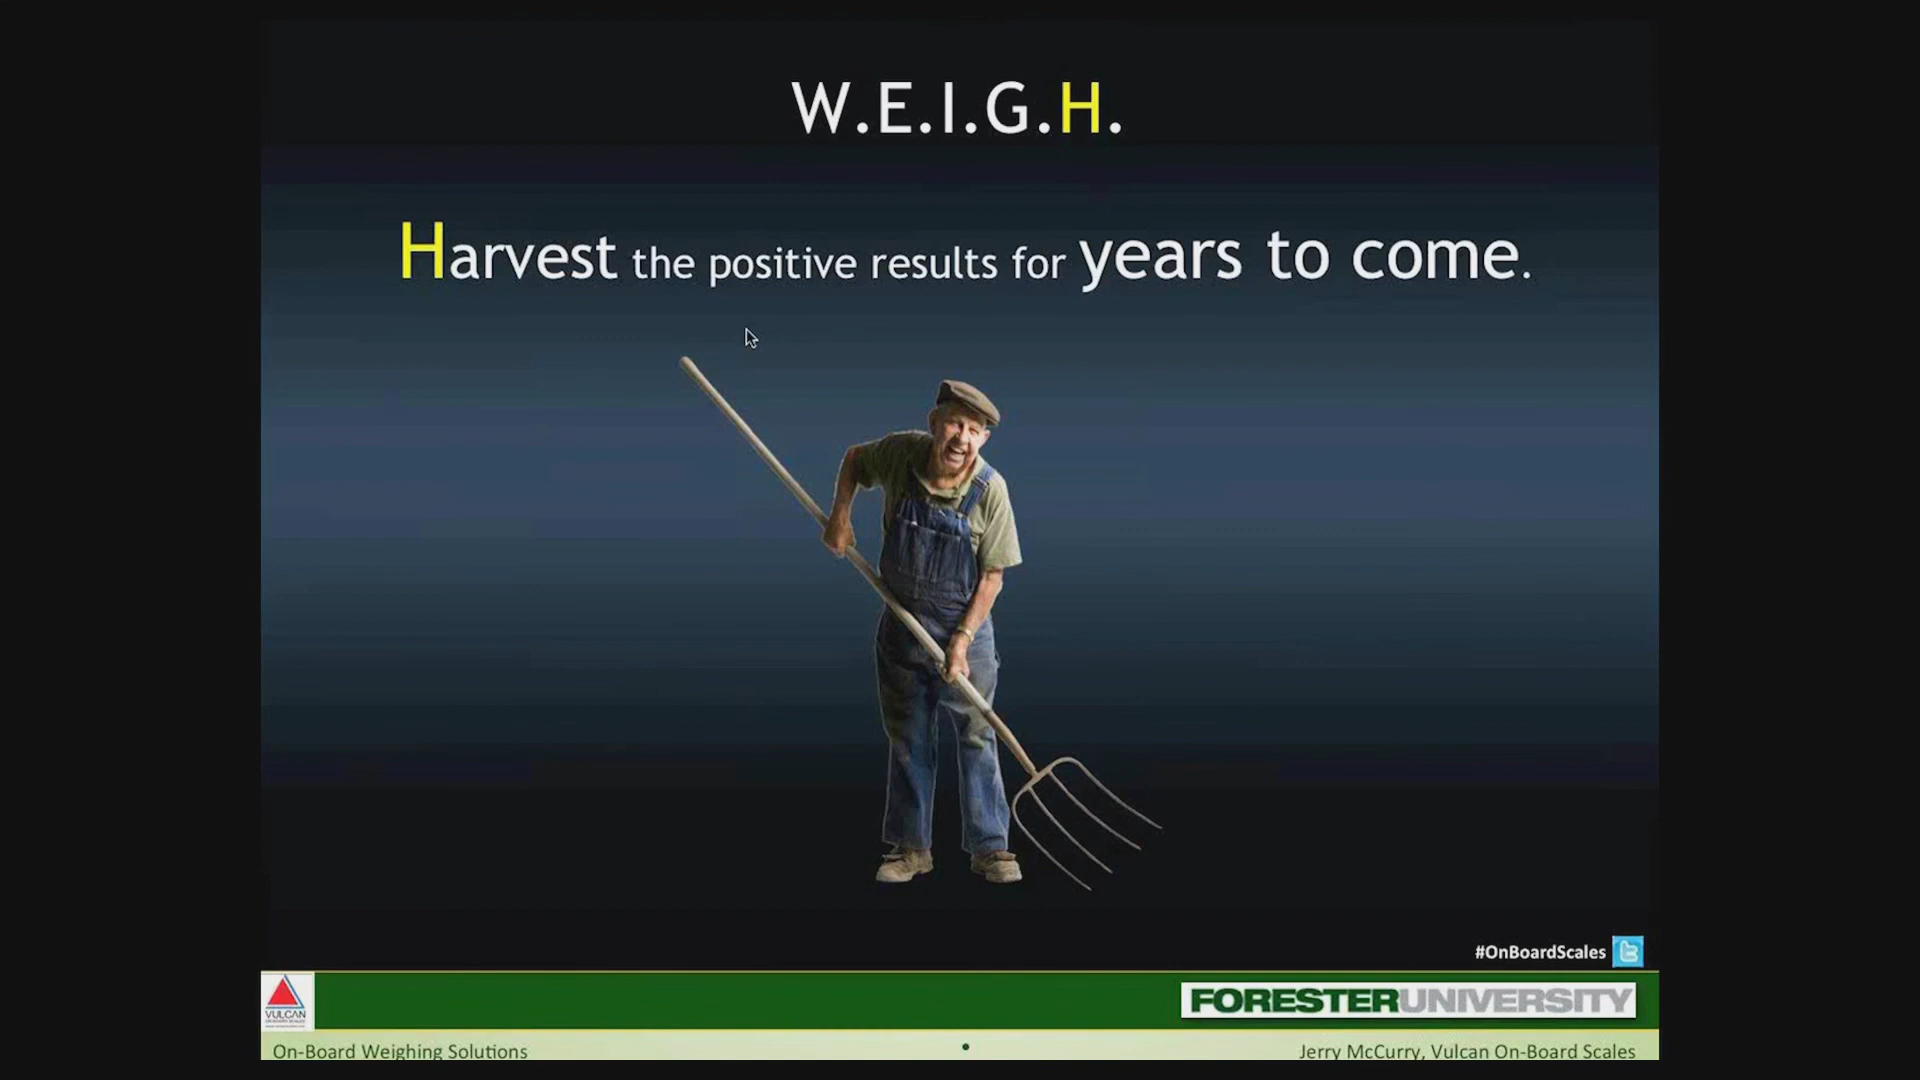 W.E.I.G.H.
Harvest the positive results for years to come.
#OnBoardScales
VULCAN
FORESTERUNIVERSITY
On-Board Weighing Solutions
Jerry McCurry, Vulcan On-Board Scales